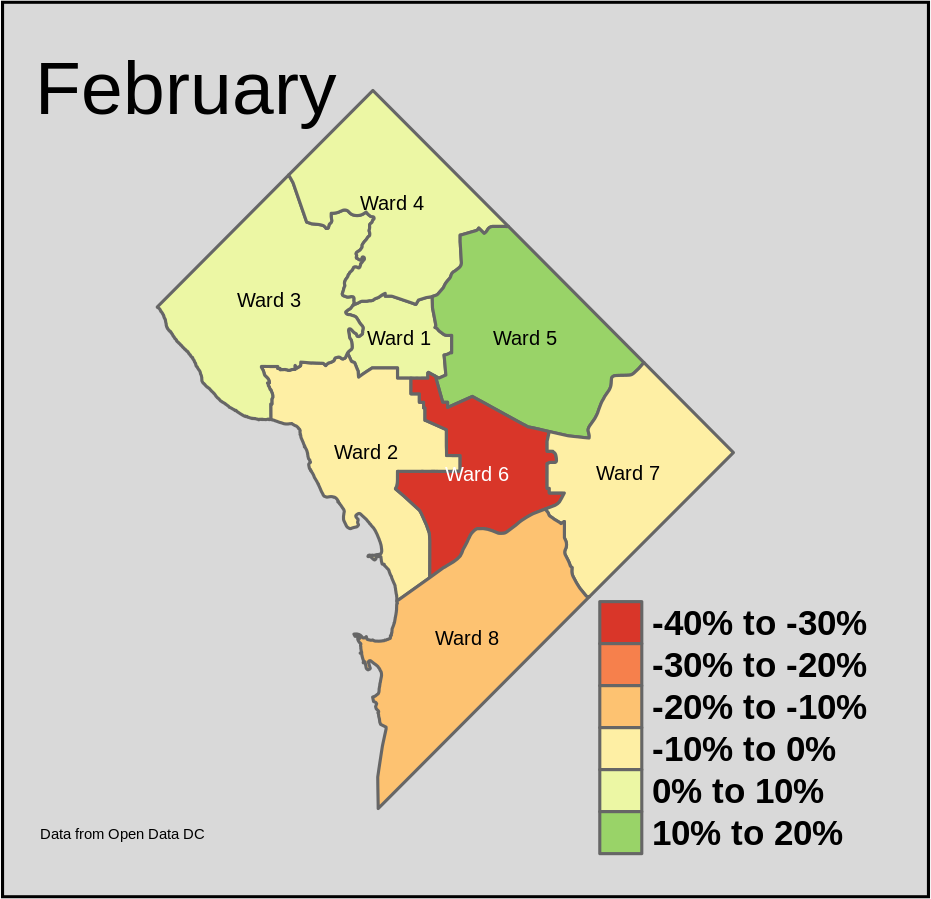 February
Ward 4
Ward 3
Ward 1
Ward 5
Ward 2
Ward 6
Ward 7
Ward 8
-40% to -30%
-30% to -20%
-20% to -10%
-10% to 0%
0% to 10%
10% to 20%
Data from Open Data DC